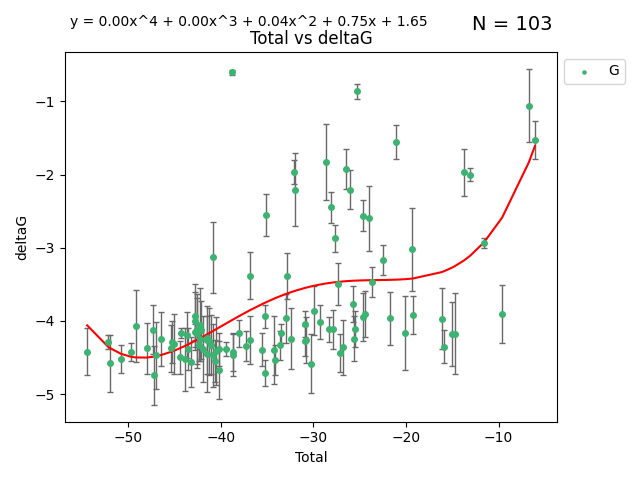 y = 0.00x^4 + 0.00x^3 + 0.04x^2 + 0.75x + 1.65
N = 103
Total vs deltaG
G
−1
−2
−3
−4
−5
deltaG
−50
−40
−30
−20
−10
Total